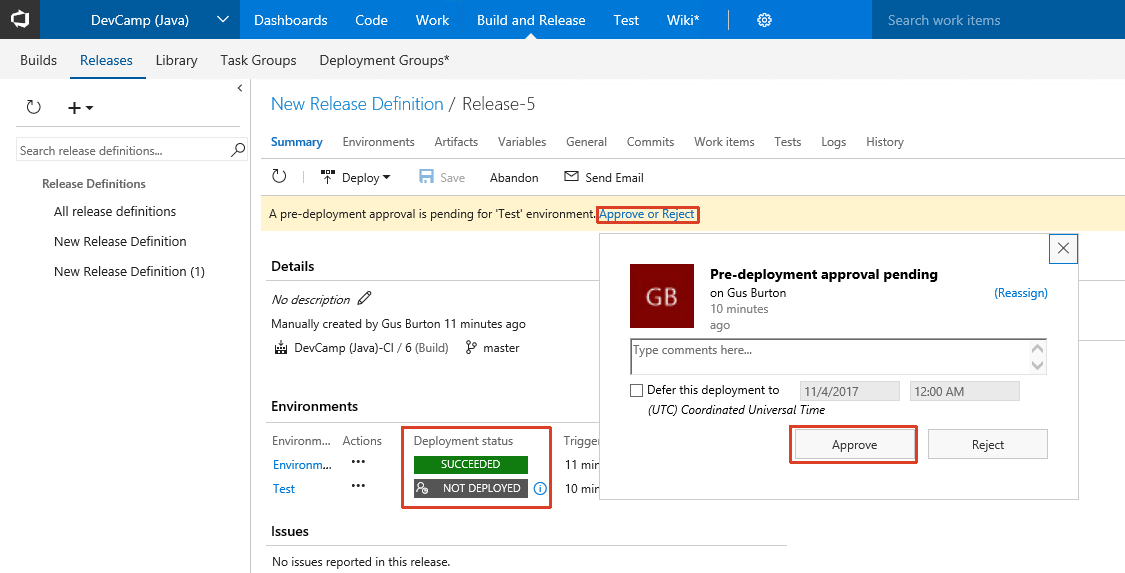 DevCamp (Java) Dashboards Code Work Build and Release Test Wiki* Search work items
Builds Releases Library Task Groups Deployment Groups*
Search release definitions...
Release Definitions
All release definitions
New Release Definition
New Release Definition (1)
New Release Definition / Release-5
Summary Environments Artifacts Variables General Commits Work items Tests Logs History
Deploy Save Abandon Send Email
A pre-deployment approval is pending for 'Test' environment. Approve or Reject
Details
No description
Manually created by Gus Burton 11 minutes ago
DevCamp (Java)-CI / 6 (Build) master
Environments
Environm... Actions Deployment status Trigger
Environm... ••• SUCCEEDED 11 min
Test ••• NOT DEPLOYED 10 min
Issues
No issues reported in this release.
GB
Pre-deployment approval pending
on Gus Burton (Reassign)
10 minutes
ago
Type comments here...
Defer this deployment to 11/4/2017 12:00 AM
(UTC) Coordinated Universal Time
Approve Reject